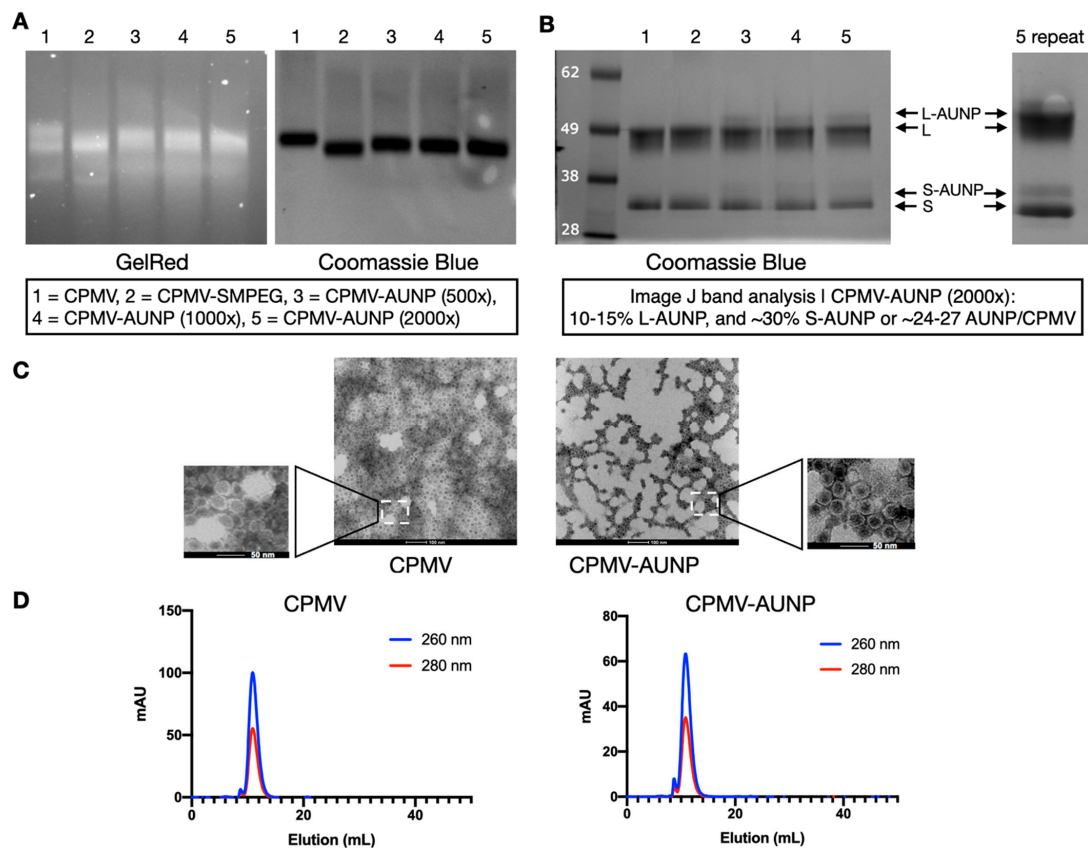 A
1 2 3 4 5
1 2 3 4 5
GelRed
Coomassie Blue
1 = CPMV, 2 = CPMV-SMPEG, 3 = CPMV-AUNP (500x),
4 = CPMV-AUNP (1000x), 5 = CPMV-AUNP (2000x)
B
1 2 3 4 5
5 repeat
62
49
38
28
L-AUNP
L
S-AUNP
S
Coomassie Blue
Image J band analysis | CPMV-AUNP (2000x):
10-15% L-AUNP, and ~30% S-AUNP or ~24-27 AUNP/CPMV
C
50 nm
100 nm
CPMV
100 nm
CPMV-AUNP
50 nm
D
CPMV
150
100
50
0
mAU
0 20 40
Elution (mL)
260 nm
280 nm
CPMV-AUNP
80
60
40
20
0
mAU
0 20 40
Elution (mL)
260 nm
280 nm